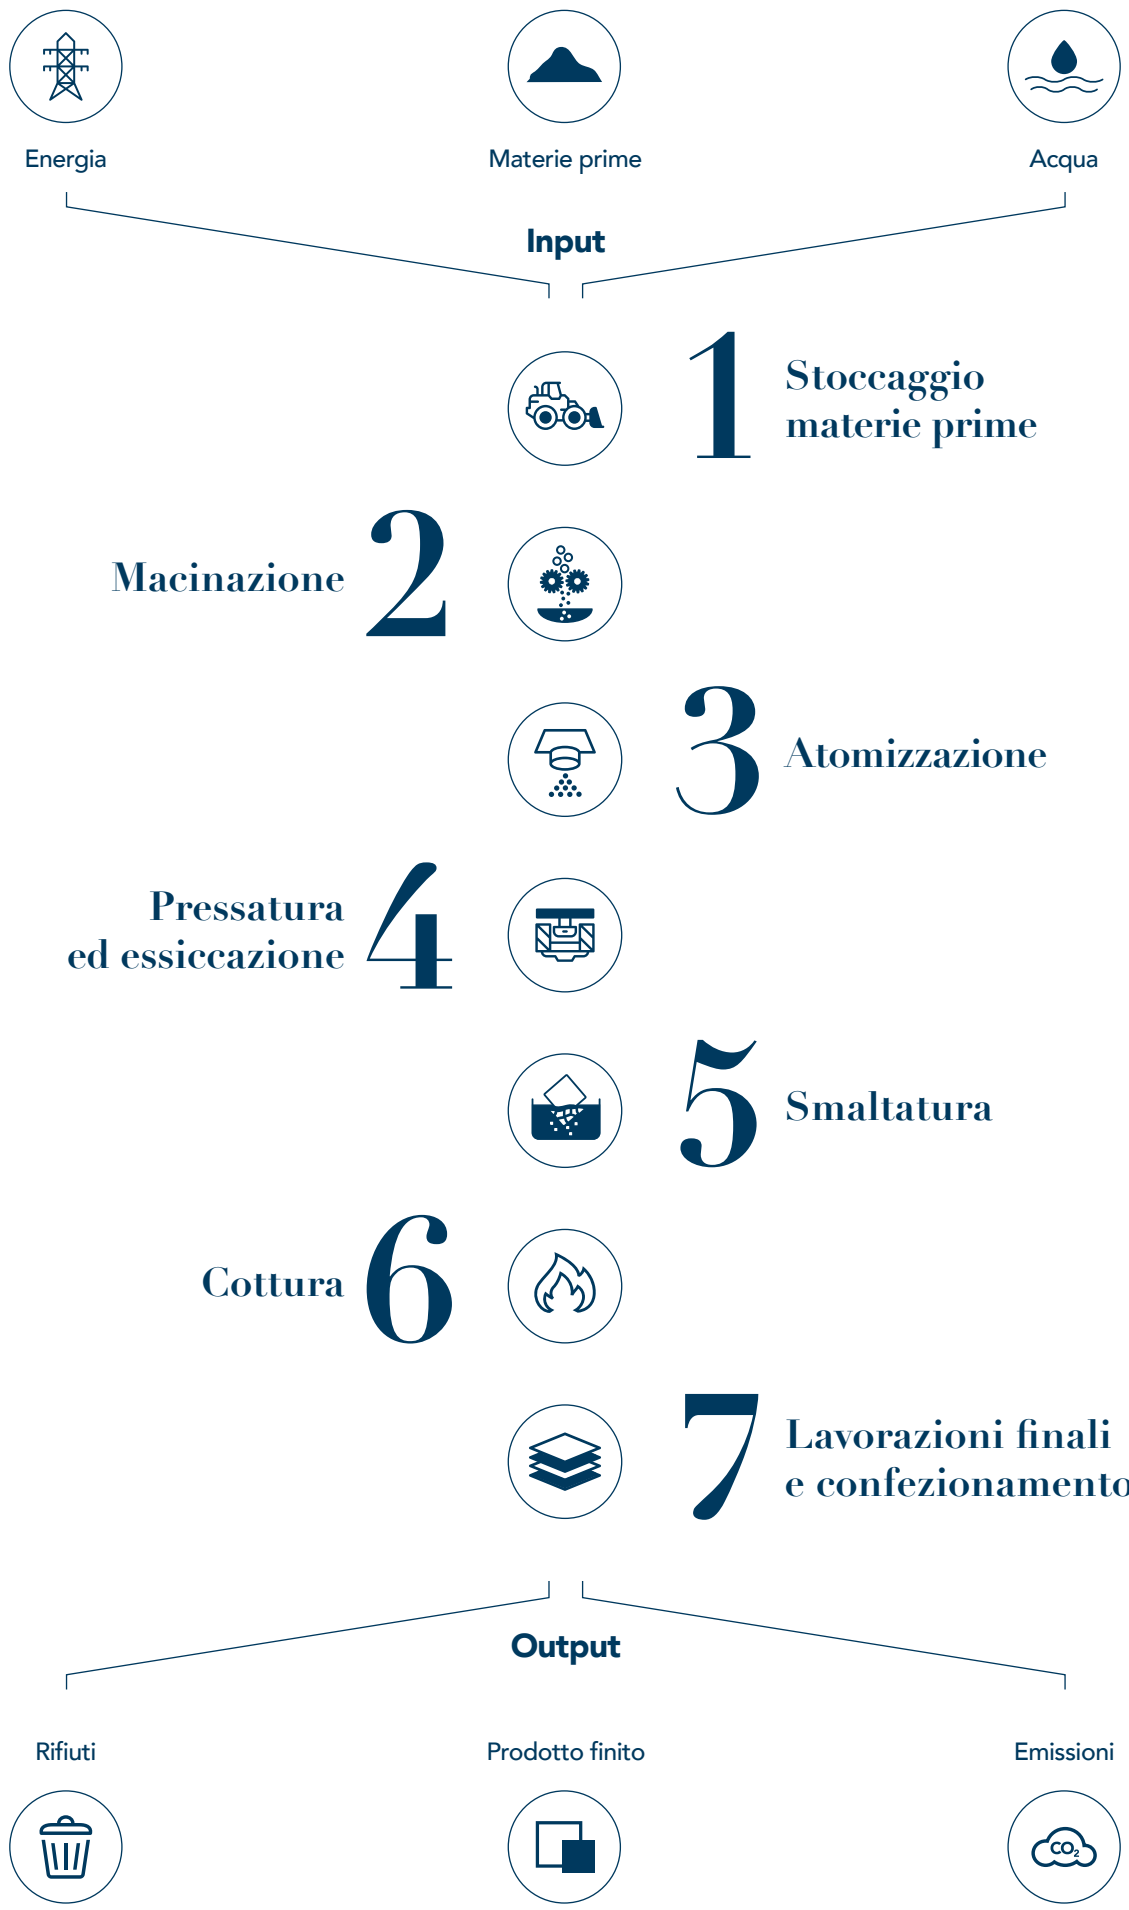 Energia
Materie prime
Acqua
Input
1
Stoccaggio
materie prime
Macinazione
2
3
Atomizzazione
Pressatura
ed essiccazione
4
5
Smaltatura
Cottura
6
7
Lavorazioni finali
e confezionamento
Output
Rifiuti
Prodotto finito
Emissioni
CO₂